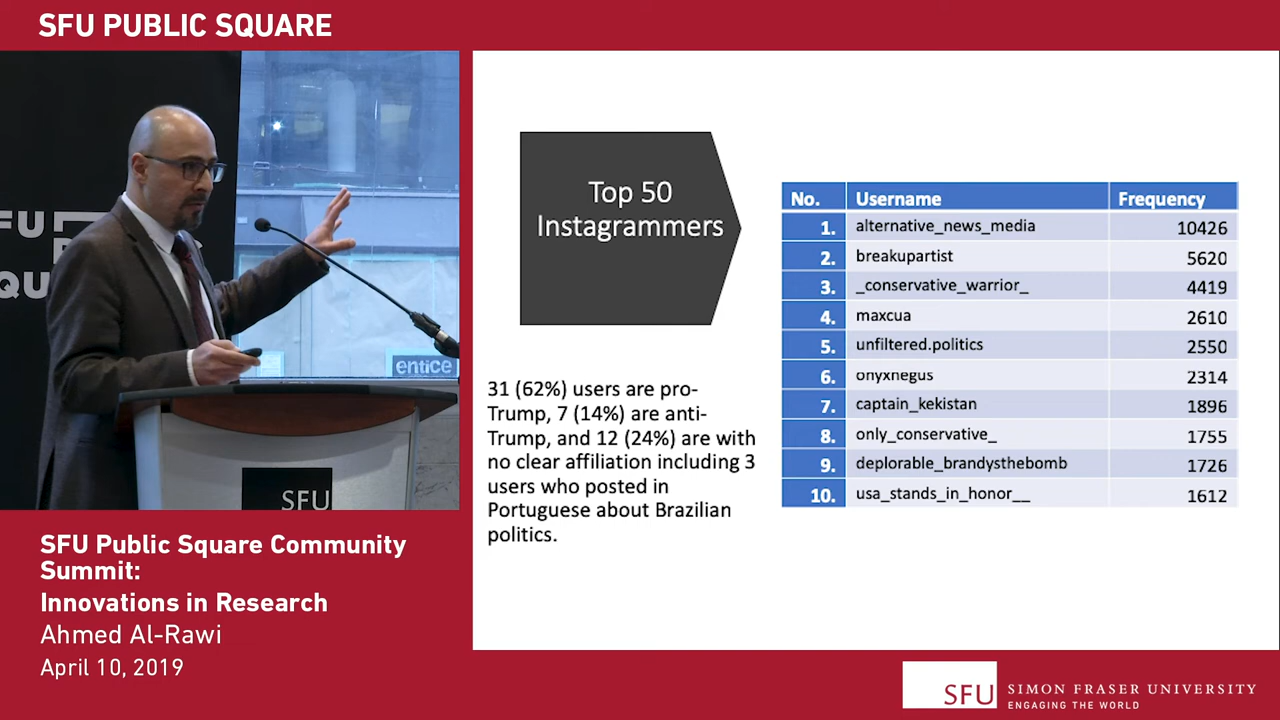 SFU PUBLIC SQUARE
SFU
entice
SFU
Top 50
Instagrammers
31 (62%) users are pro-
Trump, 7 (14%) are anti-
Trump, and 12 (24%) are with
no clear affiliation including 3
users who posted in
Portuguese about Brazilian
politics.
No. Username Frequency
1. alternative_news_media 10426
2. breakupartist 5620
3. _conservative_warrior_ 4419
4. maxcua 2610
5. unfiltered.politics 2550
6. onyxnegus 2314
7. captain_kekistan 1896
8. only_conservative_ 1755
9. deplorable_brandysthebomb 1726
10. usa_stands_in_honor__ 1612
SFU Public Square Community
Summit:
Innovations in Research
Ahmed Al-Rawi
April 10, 2019
SFU SIMON FRASER UNIVERSITY
ENGAGING THE WORLD